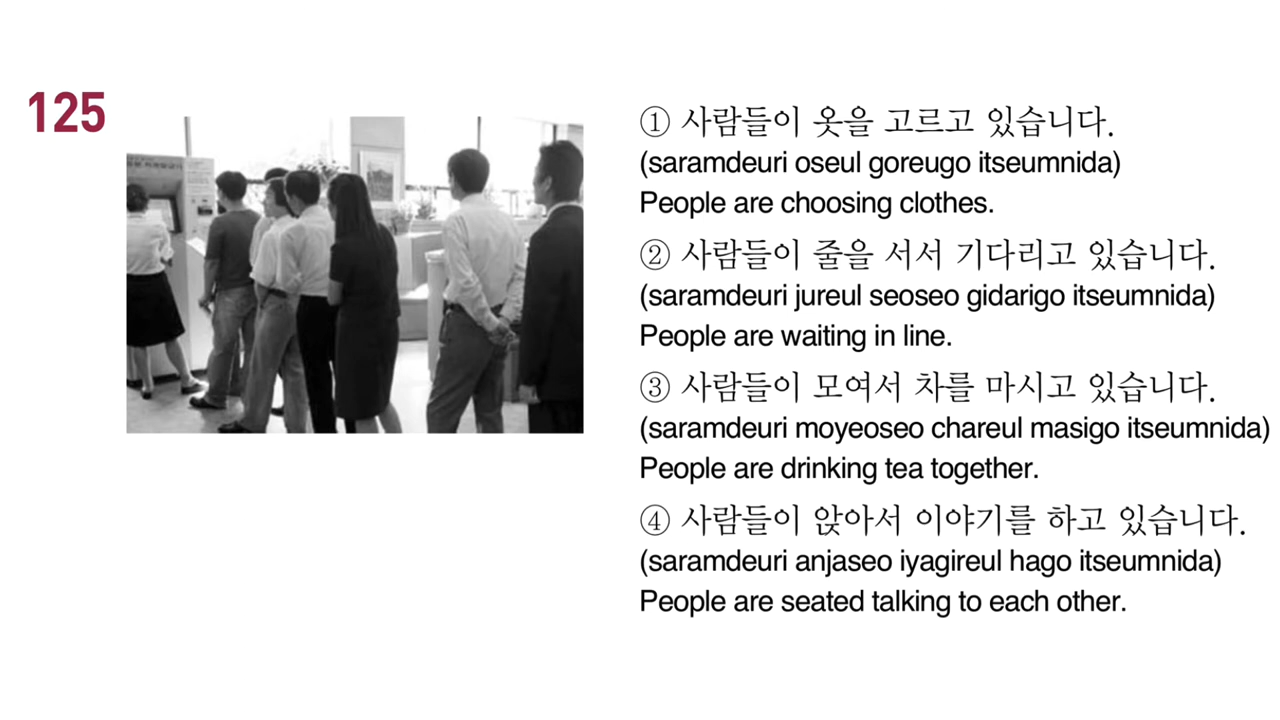 125
① 사람들이 옷을 고르고 있습니다.
(saramdeuri oseul goreugo itseumnida)
People are choosing clothes.
② 사람들이 줄을 서서 기다리고 있습니다.
(saramdeuri jureul seoseo gidarigo itseumnida)
People are waiting in line.
③ 사람들이 모여서 차를 마시고 있습니다.
(saramdeuri moyeoseo chareul masigo itseumnida)
People are drinking tea together.
④ 사람들이 앉아서 이야기를 하고 있습니다.
(saramdeuri anjaseo iyagireul hago itseumnida)
People are seated talking to each other.